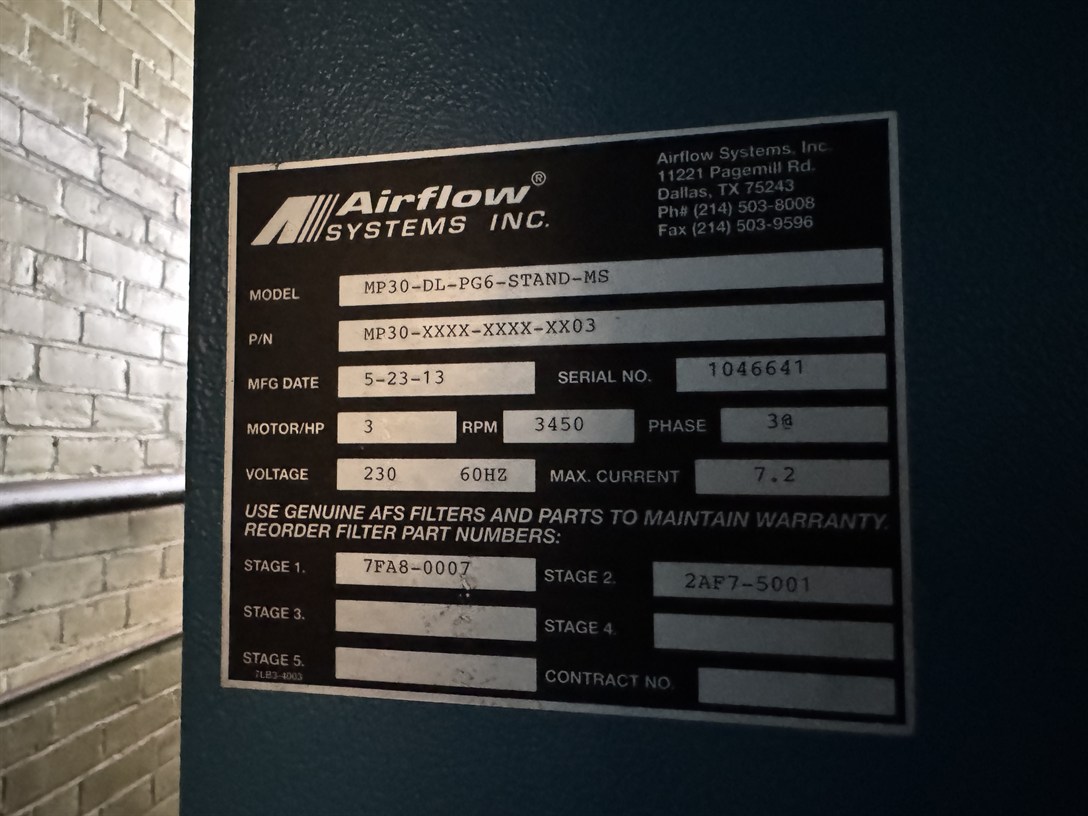 Airflow®
SYSTEMS INC.
Airflow Systems, Inc.
11221 Pagemill Rd.
Dallas, TX 75243
Ph# (214) 503-8008
Fax (214) 503-9596
MODEL MP30-DL-PG6-STAND-MS
P/N MP30-XXXX-XXXX-XX03
MFG DATE 5-23-13 SERIAL NO. 1046641
MOTOR/HP 3 RPM 3450 PHASE 3@
VOLTAGE 230 60HZ MAX. CURRENT 7.2
USE GENUINE AFS FILTERS AND PARTS TO MAINTAIN WARRANTY.
REORDER FILTER PART NUMBERS:
STAGE 1. 7FA8-0007 STAGE 2. 2AF7-5001
STAGE 3. STAGE 4.
STAGE 5. CONTRACT NO.
7LB3-4003